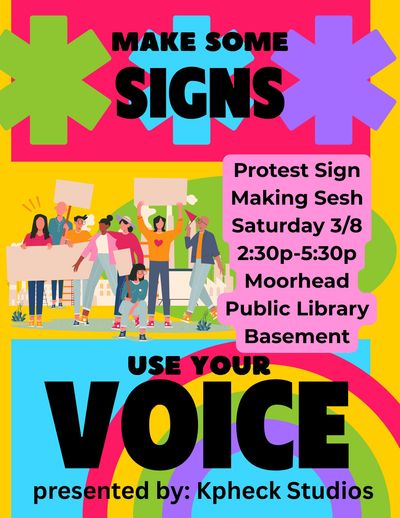 MAKE SOME
SIGNS
Protest Sign
Making Sesh
Saturday 3/8
2:30p-5:30p
Moorhead
Public Library
Basement
USE YOUR
VOICE
presented by: Kpheck Studios